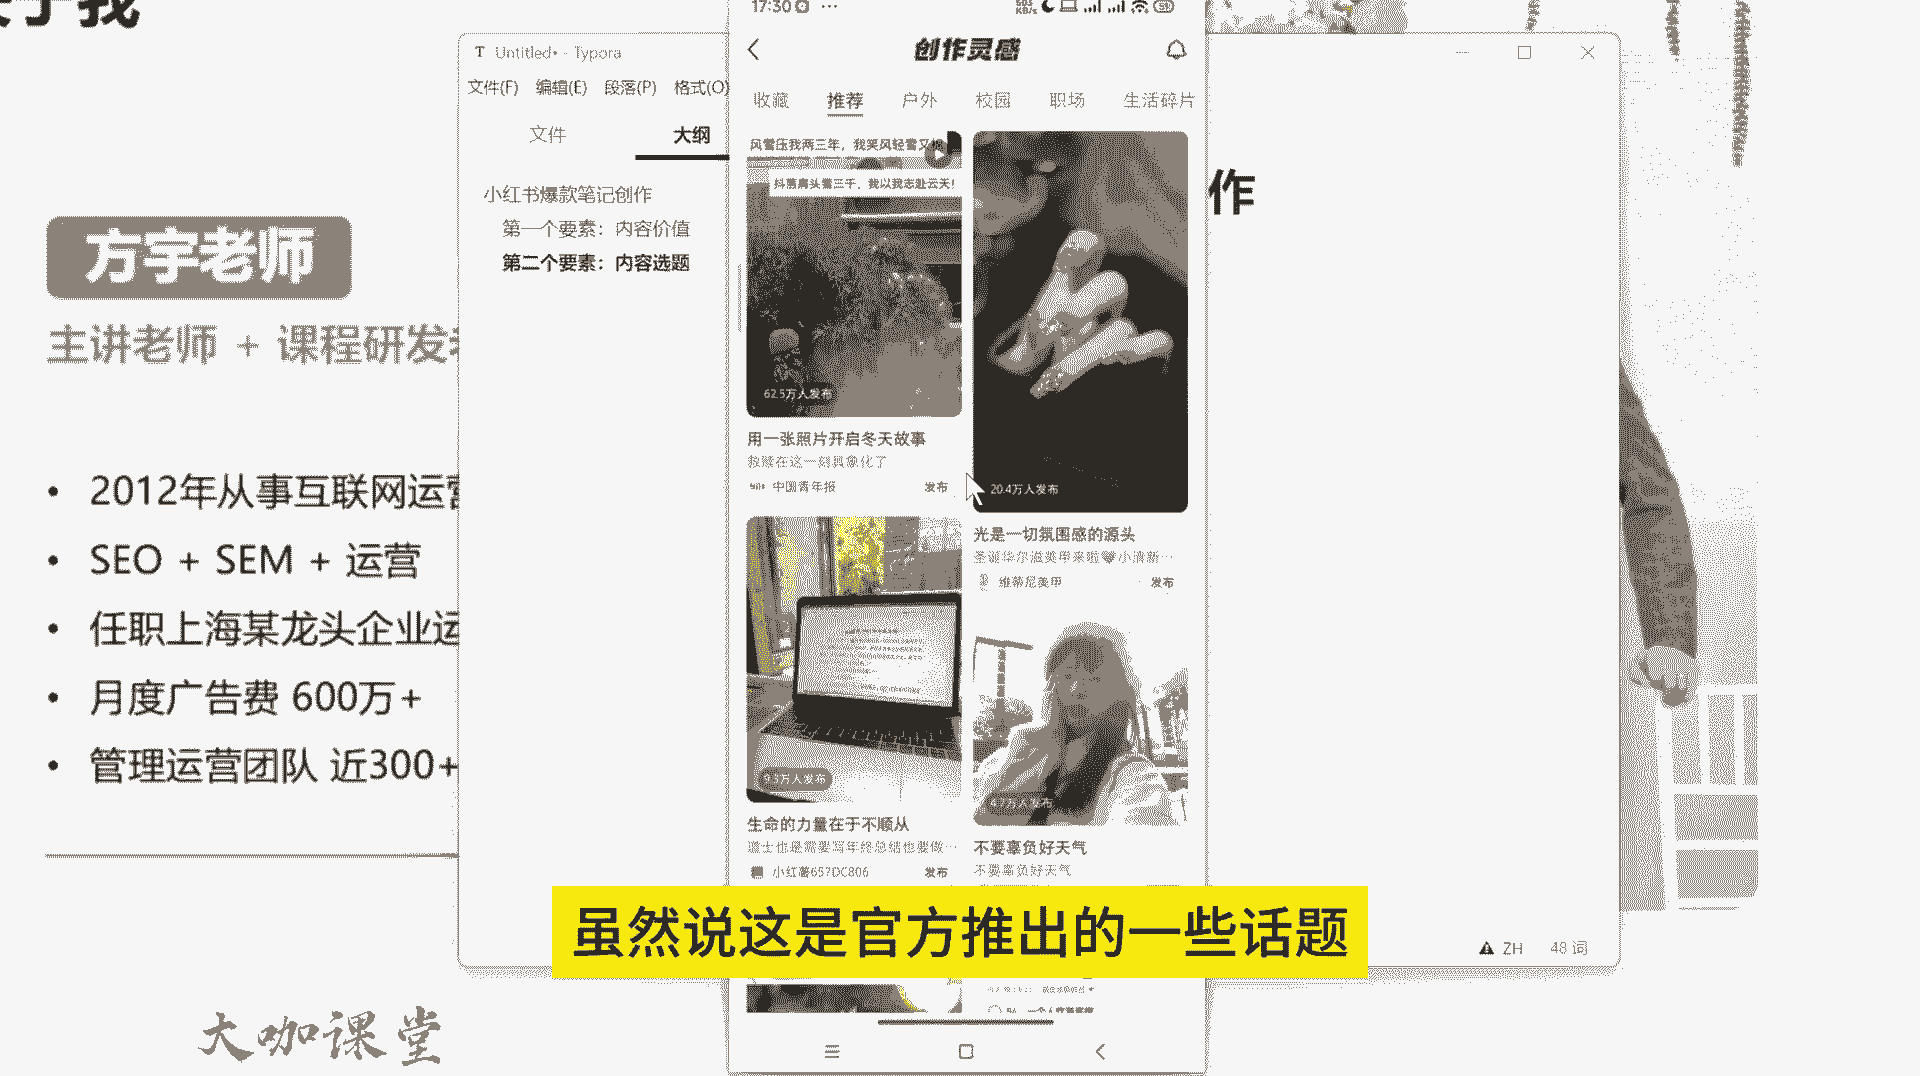 于我
方宇老师
主讲老师 + 课程研发
• 2012年从事互联网运营
• SEO + SEM + 运营
• 任职上海某龙头企业运
• 月度广告费 600万+
• 管理运营团队 近300+
大咖课堂
Untitled• - Typora
文件(F) 编辑(E) 段落(P) 格式(O)
文件 大纲
小红书爆款笔记创作
第一个要素：内容价值
第二个要素：内容选题
作
ZH 48 词
17:30
创作灵感
收藏 推荐 户外 校园 职场 生活碎片
风雪压我两三年，我笑风轻雪又
抖落肩头雪三千，我以我志赴云天！
62.5万人发布
用一张照片开启冬天故事
救赎在这一刻具象化了
中国青年报 发布
20.4万人发布
光是一切氛围感的源头
圣诞华尔滋美甲来啦🖤小清新…
维蒂尼美甲 发布
9.5万人发布
生命的力量在于不顺从
道士也是需要写年终总结也要做…
小红薯657DC806 发布
4.7万人发布
不要辜负好天气
不要辜负好天气
虽然说这是官方推出的一些话题